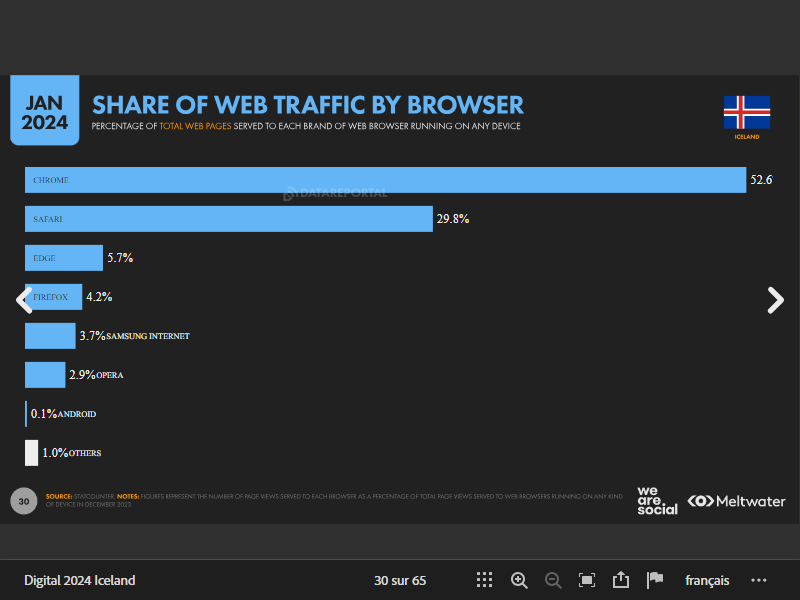 JAN
2024
SHARE OF WEB TRAFFIC BY BROWSER
PERCENTAGE OF TOTAL WEB PAGES SERVED TO EACH BRAND OF WEB BROWSER RUNNING ON ANY DEVICE
ICELAND
CHROME 52.6
DATAREPORTAL
SAFARI 29.8%
EDGE 5.7%
FIREFOX 4.2%
3.7%SAMSUNG INTERNET
2.9%OPERA
0.1%ANDROID
1.0%OTHERS
30
SOURCE: STATCOUNTER. NOTES: FIGURES REPRESENT THE NUMBER OF PAGE VIEWS SERVED TO EACH BROWSER AS A PERCENTAGE OF TOTAL PAGE VIEWS SERVED TO WEB BROWSERS RUNNING ON ANY KIND
OF DEVICE IN DECEMBER 2023.
we
are
social
Meltwater
Digital 2024 Iceland
30 sur 65
français